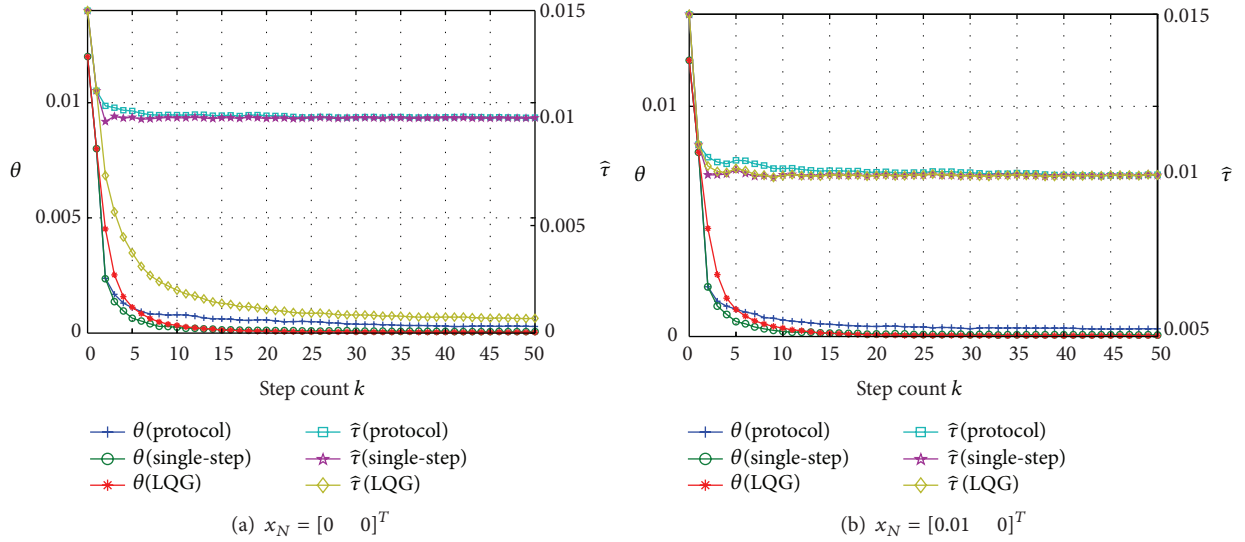 0.015
0.01
0.01
θ
τ̂
0.005
0.005
0
0
0 5 10 15 20 25 30 35 40 45 50
Step count k
θ(protocol)
θ(single-step)
θ(LQG)
τ̂(protocol)
τ̂(single-step)
τ̂(LQG)
(a) x_N = [0 0]^T
0.015
0.01
θ
0.01
τ̂
0
0.005
0 5 10 15 20 25 30 35 40 45 50
Step count k
θ(protocol)
θ(single-step)
θ(LQG)
τ̂(protocol)
τ̂(single-step)
τ̂(LQG)
(b) x_N = [0.01 0]^T